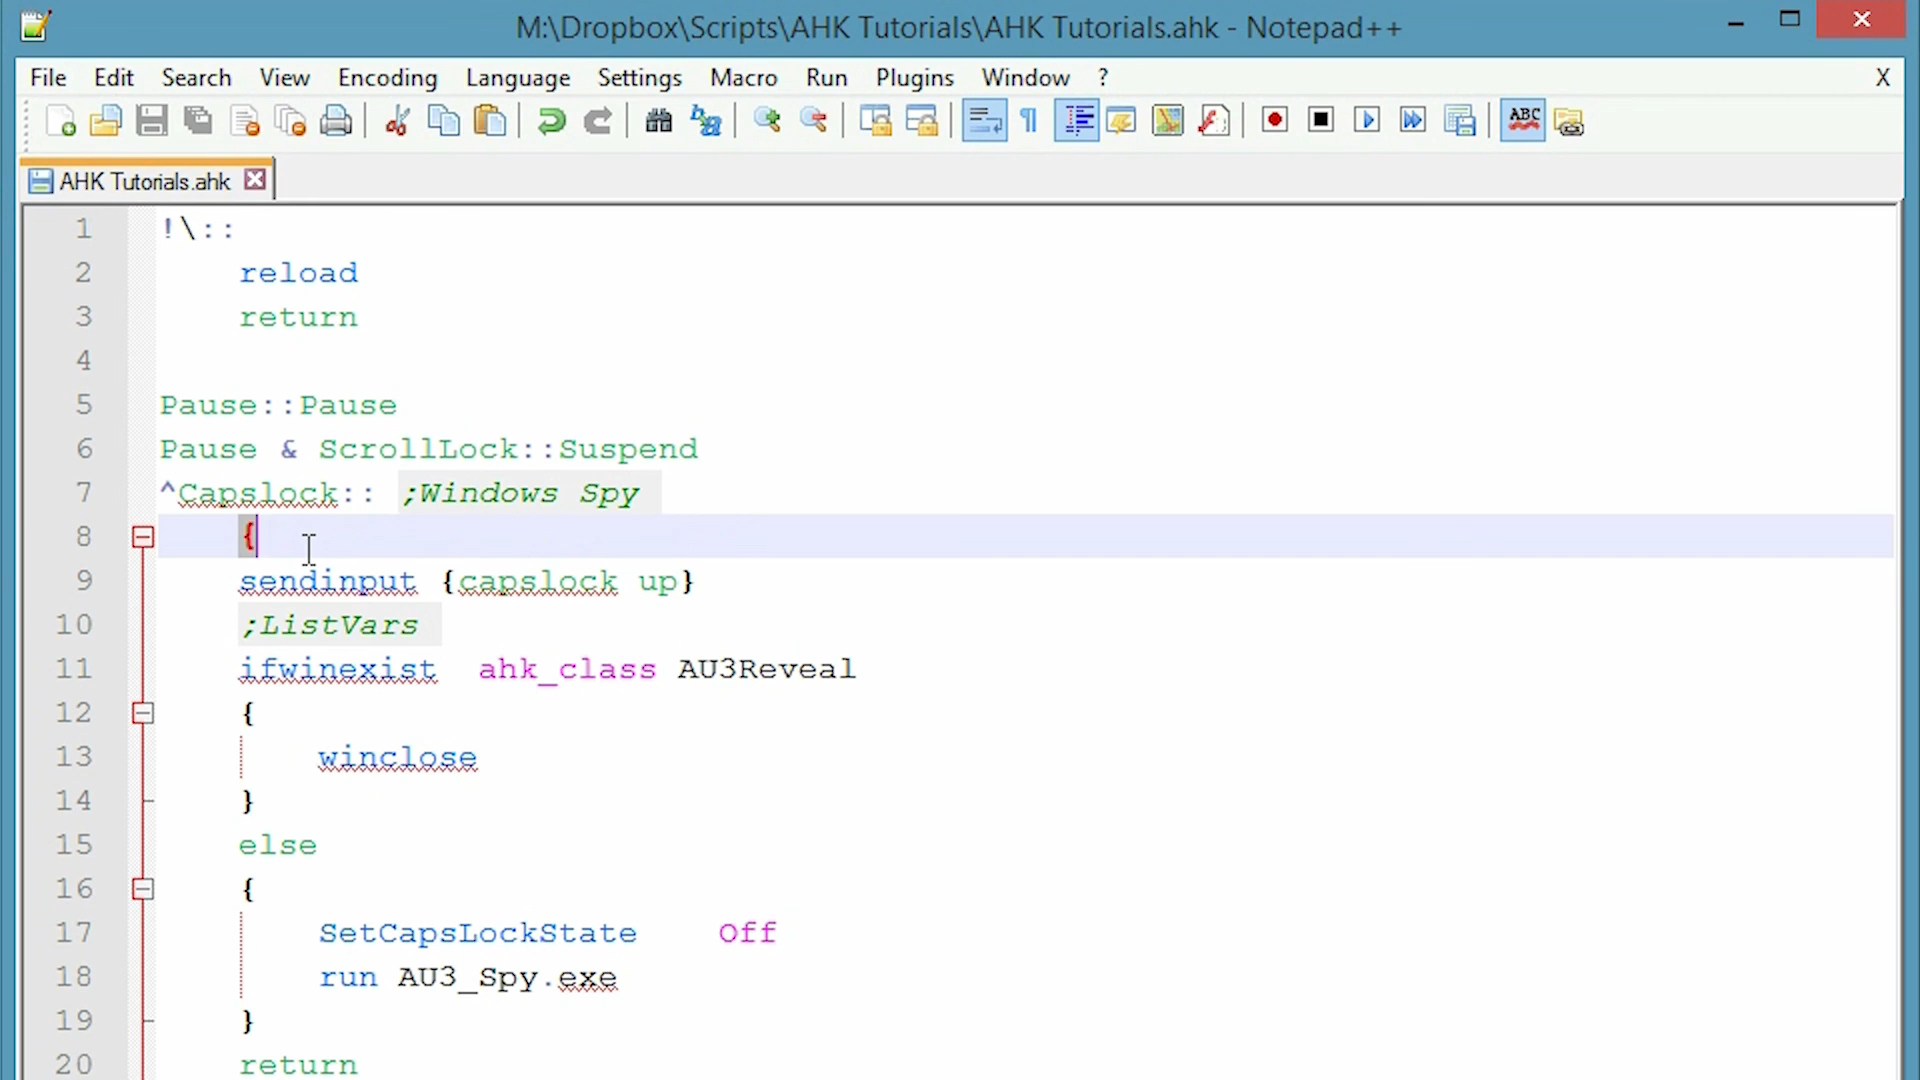 M:\Dropbox\Scripts\AHK Tutorials\AHK Tutorials.ahk - Notepad++
File Edit Search View Encoding Language Settings Macro Run Plugins Window ? X
ABC
AHK Tutorials.ahk
1 !\::
2 reload
3 return
4
5 Pause::Pause
6 Pause & ScrollLock::Suspend
7 ^Capslock:: ;Windows Spy
8 {
9 sendinput {capslock up}
10 ;ListVars
11 ifwinexist ahk_class AU3Reveal
12 {
13 winclose
14 }
15 else
16 {
17 SetCapsLockState Off
18 run AU3_Spy.exe
19 }
20 return